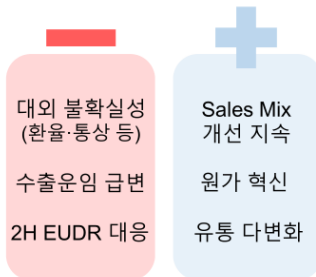 대외 불확실성
(환율·통상 등)
수출운임 급변
2H EUDR 대응
Sales Mix
개선 지속
원가 혁신
유통 다변화